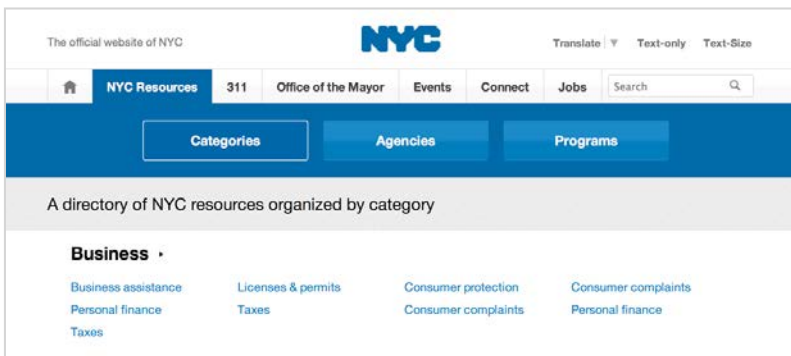 The official website of NYC NYC Translate ▼ Text-only Text-Size
NYC Resources 311 Office of the Mayor Events Connect Jobs Search
Categories Agencies Programs
A directory of NYC resources organized by category
Business
Business assistance Licenses & permits Consumer protection Consumer complaints
Personal finance Taxes Consumer complaints Personal finance
Taxes